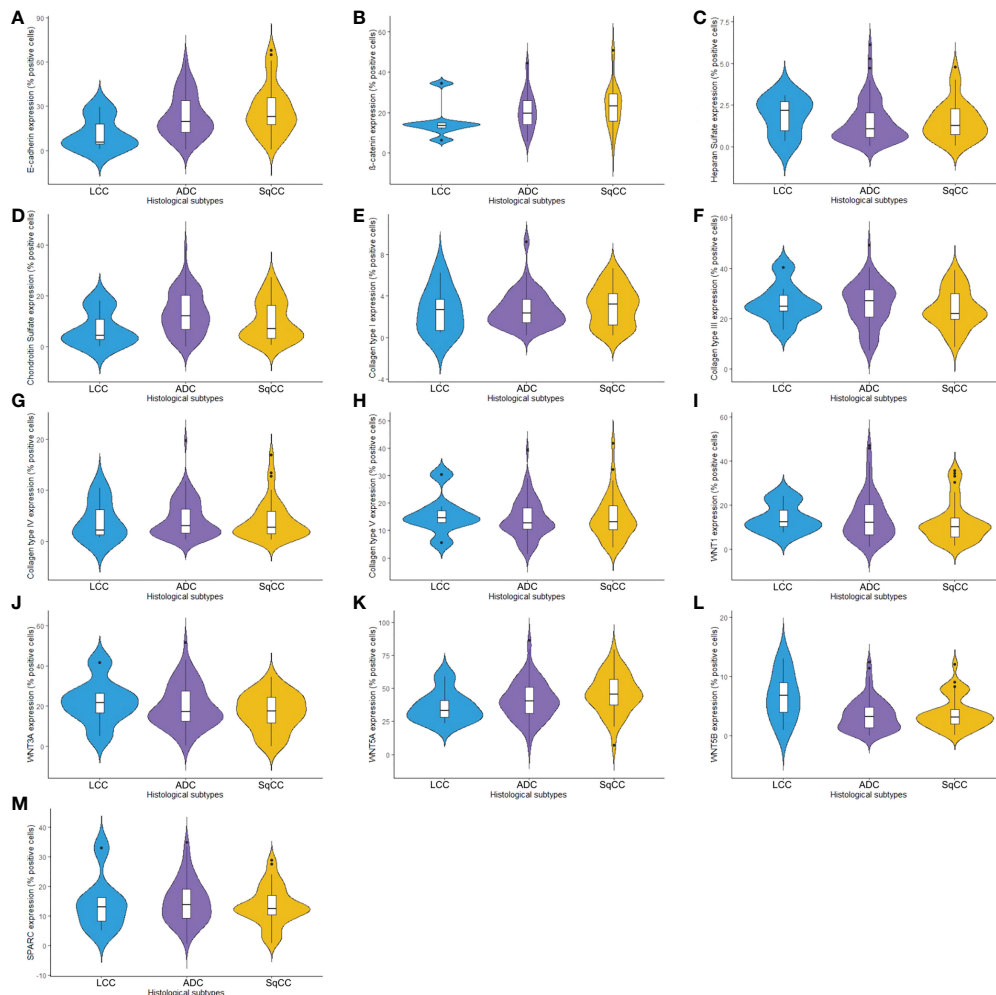 A
E-cadherin expression (% positive cells)
90
60
30
0
LCC ADC SqCC
Histological subtypes
B
ß-catenin expression (% positive cells)
60
40
20
0
LCC ADC SqCC
Histological subtypes
C
Heparan Sulfate expression (% positive cells)
7.5
5.0
2.5
0.0
LCC ADC SqCC
Histological subtypes
D
Chondroitin Sulfate expression (% positive cells)
40
20
0
LCC ADC SqCC
Histological subtypes
E
Collagen type I expression (% positive cells)
8
4
0
-4
LCC ADC SqCC
Histological subtypes
F
Collagen type III expression (% positive cells)
60
40
20
0
LCC ADC SqCC
Histological subtypes
G
Collagen type IV expression (% positive cells)
20
10
0
LCC ADC SqCC
Histological subtypes
H
Collagen type V expression (% positive cells)
50
40
30
20
10
0
LCC ADC SqCC
Histological subtypes
I
WNT1 expression (% positive cells)
60
40
20
0
LCC ADC SqCC
Histological subtypes
J
WNT3A expression (% positive cells)
60
40
20
0
LCC ADC SqCC
Histological subtypes
K
WNT5A expression (% positive cells)
100
75
50
25
0
LCC ADC SqCC
Histological subtypes
L
WNT5B expression (% positive cells)
20
10
0
LCC ADC SqCC
Histological subtypes
M
SPARC expression (% positive cells)
40
30
20
10
0
-10
LCC ADC SqCC
Histological subtypes